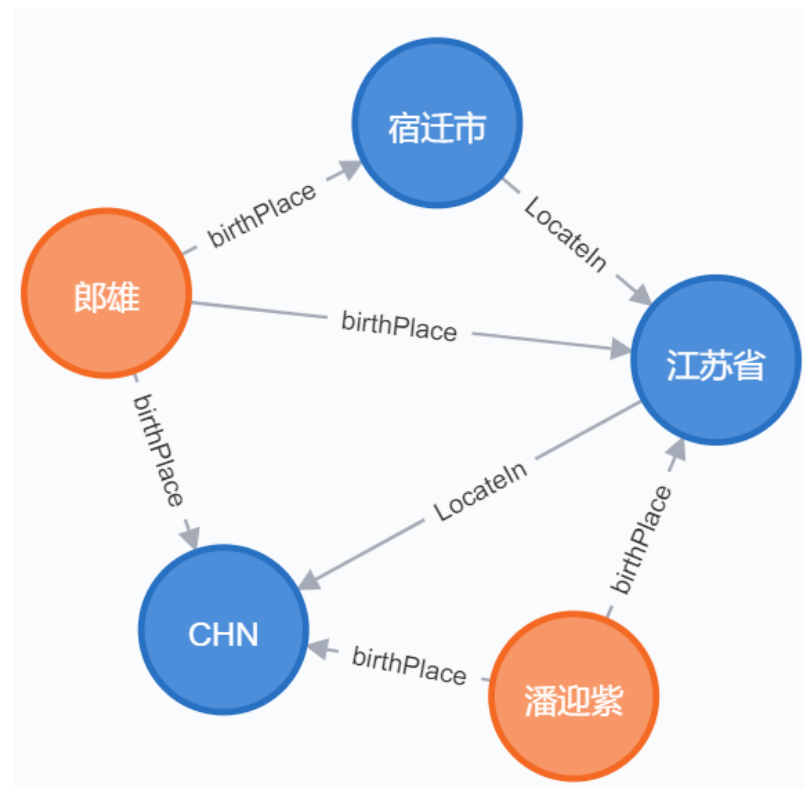 宿迁市
birthPlace
LocateIn
郎雄
birthPlace
江苏省
birthPlace
LocateIn
birthPlace
CHN
birthPlace
潘迎紫